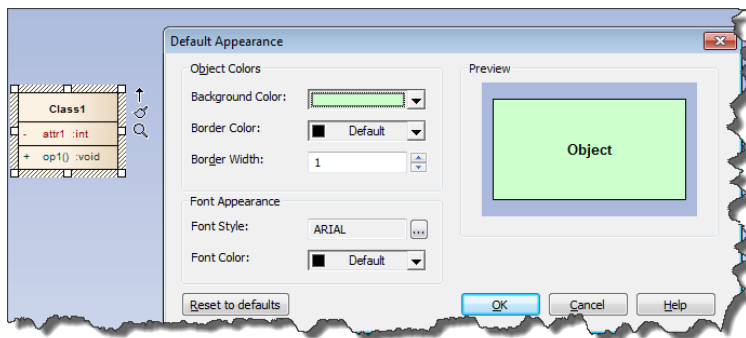 Default Appearance
Class1
- attr1 :int
+ op1() :void
Object Colors
Background Color:
Border Color: Default
Border Width: 1
Font Appearance
Font Style: ARIAL ...
Font Color: Default
Preview
Object
Reset to defaults
OK Cancel Help